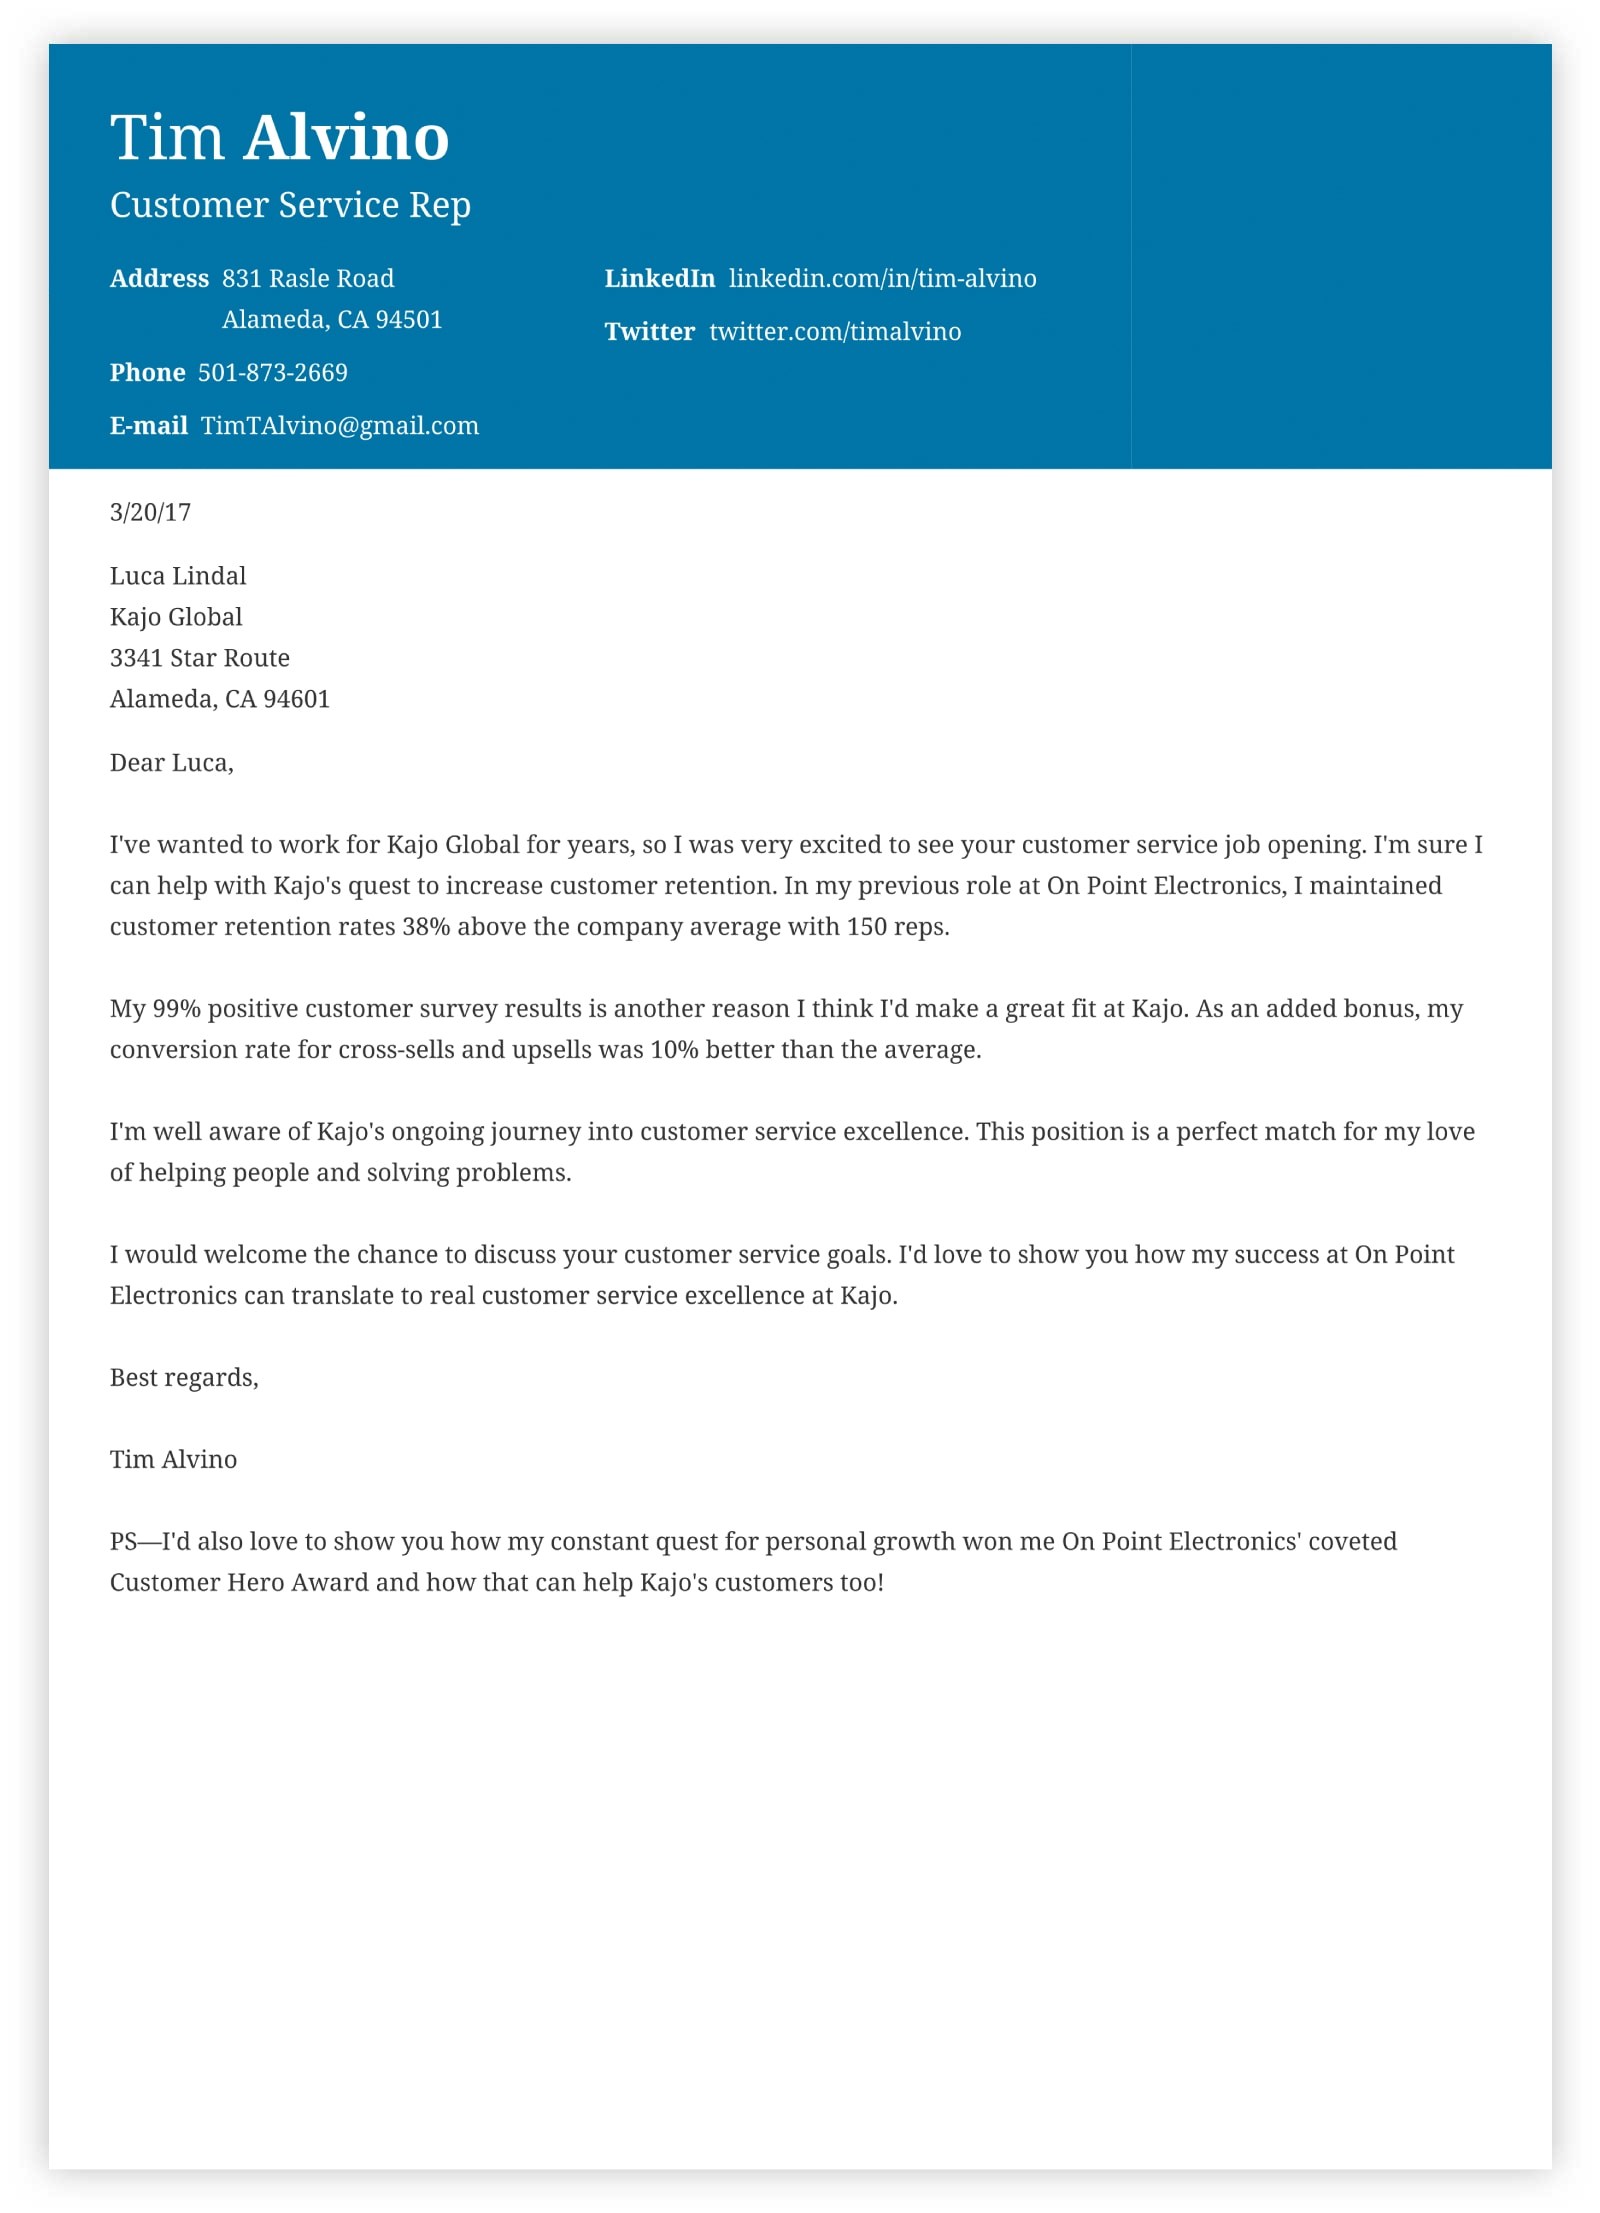 Tim Alvino
Customer Service Rep
Address 831 Rasle Road
Alameda, CA 94501
Phone 501-873-2669
E-mail TimTAlvino@gmail.com
LinkedIn linkedin.com/in/tim-alvino
Twitter twitter.com/timalvino
3/20/17
Luca Lindal
Kajo Global
3341 Star Route
Alameda, CA 94601
Dear Luca,
I've wanted to work for Kajo Global for years, so I was very excited to see your customer service job opening. I'm sure I
can help with Kajo's quest to increase customer retention. In my previous role at On Point Electronics, I maintained
customer retention rates 38% above the company average with 150 reps.
My 99% positive customer survey results is another reason I think I'd make a great fit at Kajo. As an added bonus, my
conversion rate for cross-sells and upsells was 10% better than the average.
I'm well aware of Kajo's ongoing journey into customer service excellence. This position is a perfect match for my love
of helping people and solving problems.
I would welcome the chance to discuss your customer service goals. I'd love to show you how my success at On Point
Electronics can translate to real customer service excellence at Kajo.
Best regards,
Tim Alvino
PS—I'd also love to show you how my constant quest for personal growth won me On Point Electronics' coveted
Customer Hero Award and how that can help Kajo's customers too!